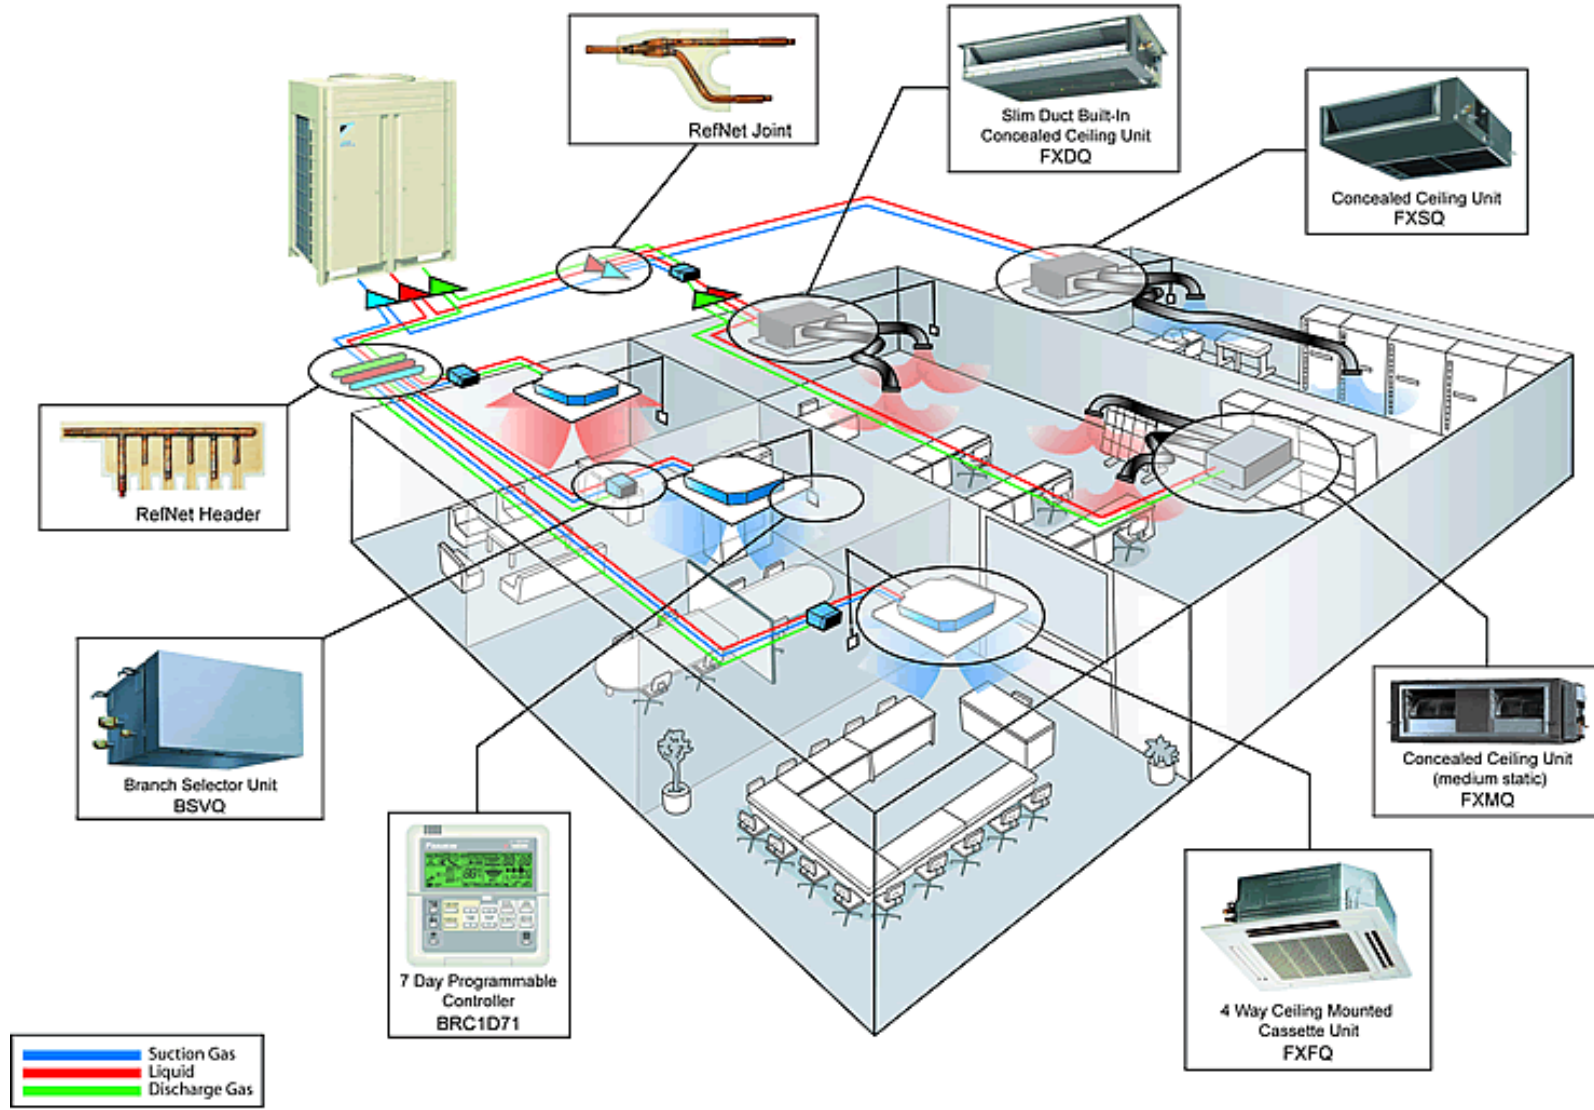 RefNet Joint
Slim Duct Built-In
Concealed Ceiling Unit
FXDQ
Concealed Ceiling Unit
FXSQ
RefNet Header
Branch Selector Unit
BSVQ
7 Day Programmable
Controller
BRC1D71
Concealed Ceiling Unit
(medium static)
FXMQ
4 Way Ceiling Mounted
Cassette Unit
FXFQ
Suction Gas
Liquid
Discharge Gas